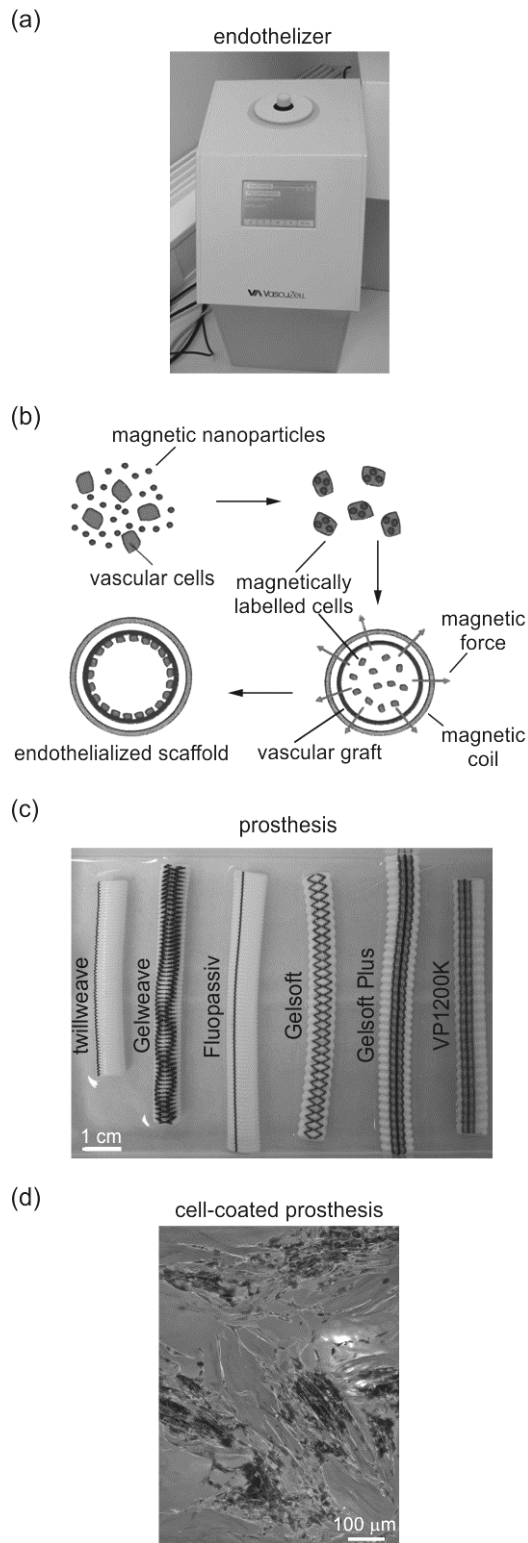 (a)
endothelizer
VascuZell
(b)
magnetic nanoparticles
vascular cells
magnetically
labelled cells
magnetic
force
endothelialized scaffold
vascular graft
magnetic
coil
(c)
prosthesis
twillweave
Gelweave
Fluopassiv
Gelsoft
Gelsoft Plus
VP1200K
1 cm
(d)
cell-coated prosthesis
100 μm